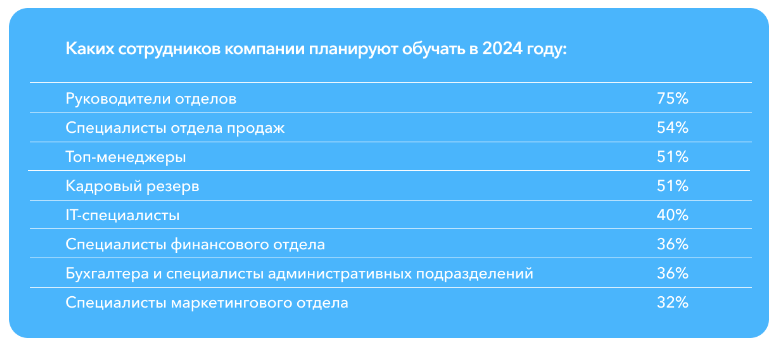 Каких сотрудников компании планируют обучать в 2024 году:
Руководители отделов 75%
Специалисты отдела продаж 54%
Топ-менеджеры 51%
Кадровый резерв 51%
IT-специалисты 40%
Специалисты финансового отдела 36%
Бухгалтера и специалисты административных подразделений 36%
Специалисты маркетингового отдела 32%